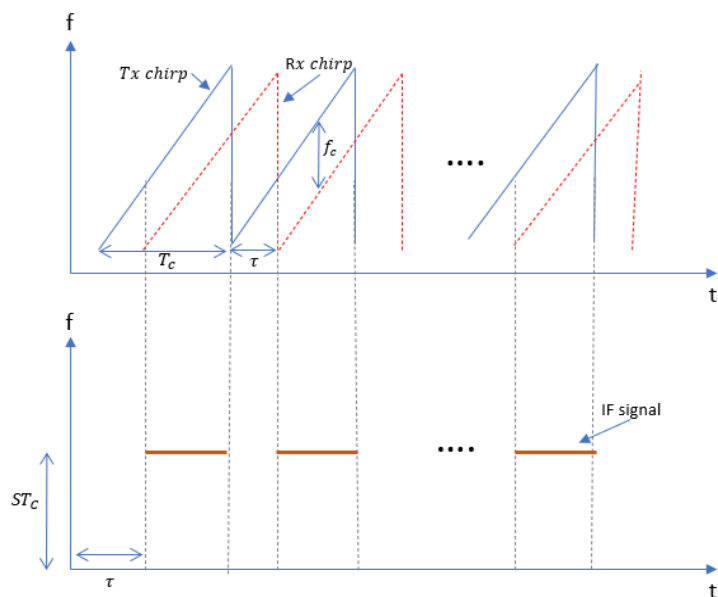 f
Tx chirp
Rx chirp
f_c
....
T_c
τ
t
f
IF signal
....
ST_C
τ
t